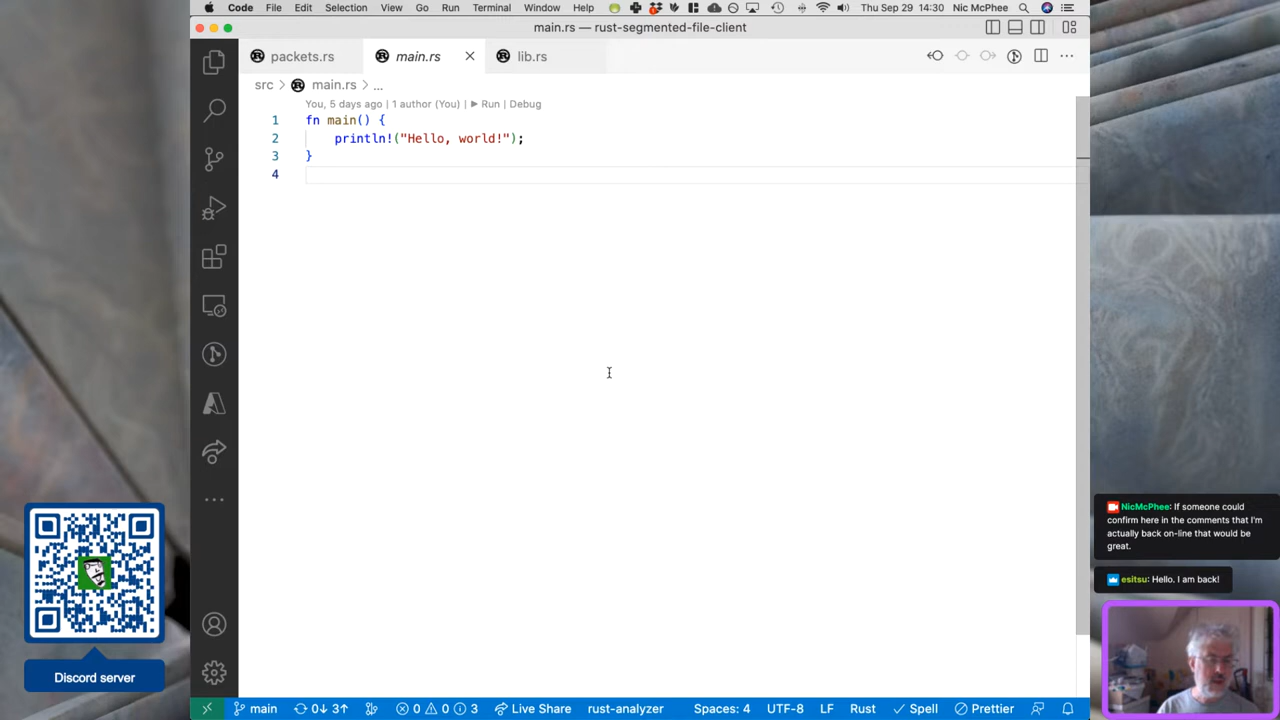 Code File Edit Selection View Go Run Terminal Window Help Thu Sep 29 14:30 Nic McPhee
main.rs — rust-segmented-file-client
packets.rs main.rs lib.rs
src > main.rs > ...
You, 5 days ago | 1 author (You) | ▶ Run | Debug
1 fn main() {
2 println!("Hello, world!");
3 }
4
NicMcPhee: If someone could
confirm here in the comments that I'm
actually back on-line that would be
great.
esitsu: Hello. I am back!
Discord server
main 0↓ 3↑ 0 0 3 Live Share rust-analyzer Spaces: 4 UTF-8 LF Rust Spell Prettier